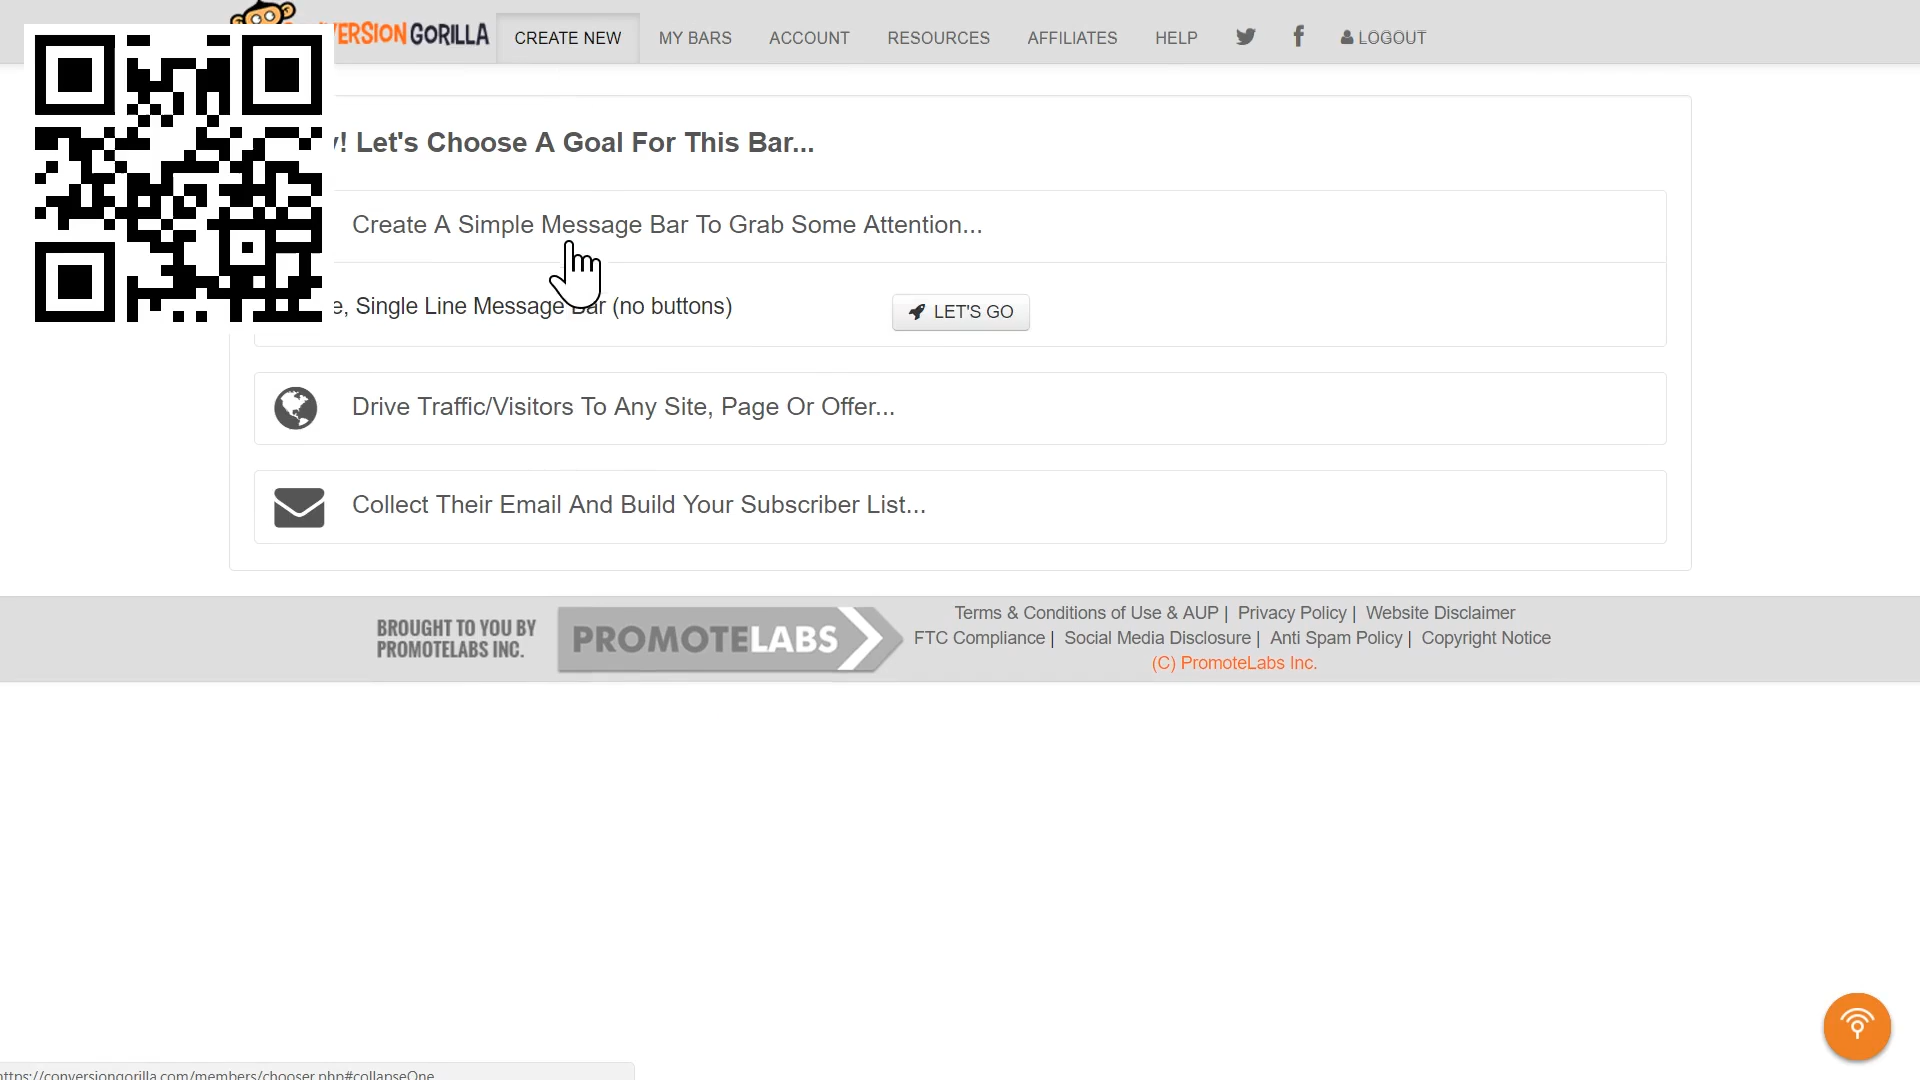 VERSION GORILLA
CREATE NEW
MY BARS
ACCOUNT
RESOURCES
AFFILIATES
HELP
LOGOUT
y! Let's Choose A Goal For This Bar...
Create A Simple Message Bar To Grab Some Attention...
e, Single Line Message Bar (no buttons)
LET'S GO
Drive Traffic/Visitors To Any Site, Page Or Offer...
Collect Their Email And Build Your Subscriber List...
BROUGHT TO YOU BY
PROMOTELABS INC.
PROMOTELABS
Terms & Conditions of Use & AUP | Privacy Policy | Website Disclaimer
FTC Compliance | Social Media Disclosure | Anti Spam Policy | Copyright Notice
(C) PromoteLabs Inc.
https://conversiongorilla.com/members/chooser.php#collapseOne